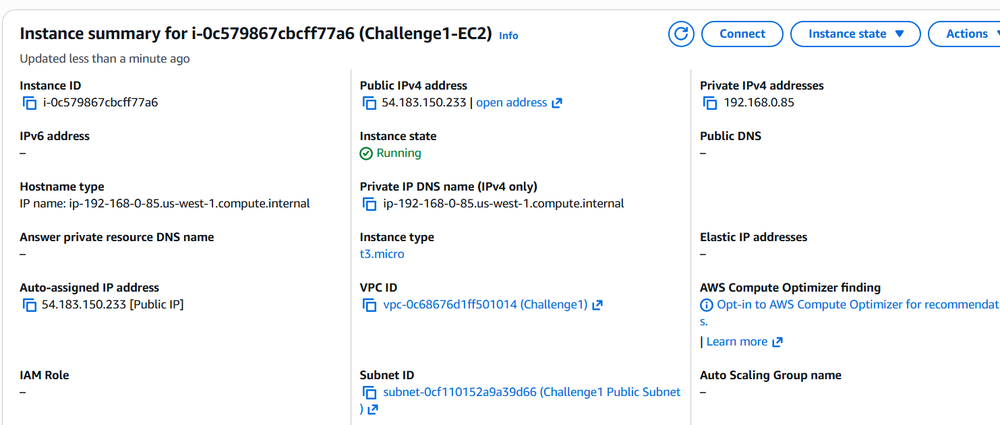 Instance summary for i-0c579867cbcff77a6 (Challenge1-EC2) Info
Connect
Instance state
Actions
Updated less than a minute ago
Instance ID
i-0c579867cbcff77a6
Public IPv4 address
54.183.150.233 | open address
Private IPv4 addresses
192.168.0.85
IPv6 address
–
Instance state
Running
Public DNS
–
Hostname type
IP name: ip-192-168-0-85.us-west-1.compute.internal
Private IP DNS name (IPv4 only)
ip-192-168-0-85.us-west-1.compute.internal
Answer private resource DNS name
–
Instance type
t3.micro
Elastic IP addresses
–
Auto-assigned IP address
54.183.150.233 [Public IP]
VPC ID
vpc-0c68676d1ff501014 (Challenge1)
AWS Compute Optimizer finding
Opt-in to AWS Compute Optimizer for recommendat
s.
| Learn more
IAM Role
–
Subnet ID
subnet-0cf110152a9a39d66 (Challenge1 Public Subnet
)
Auto Scaling Group name
–